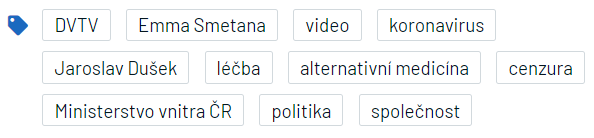 DVTV Emma Smetana video koronavirus
Jaroslav Dušek léčba alternativní medicína cenzura
Ministerstvo vnitra ČR politika společnost